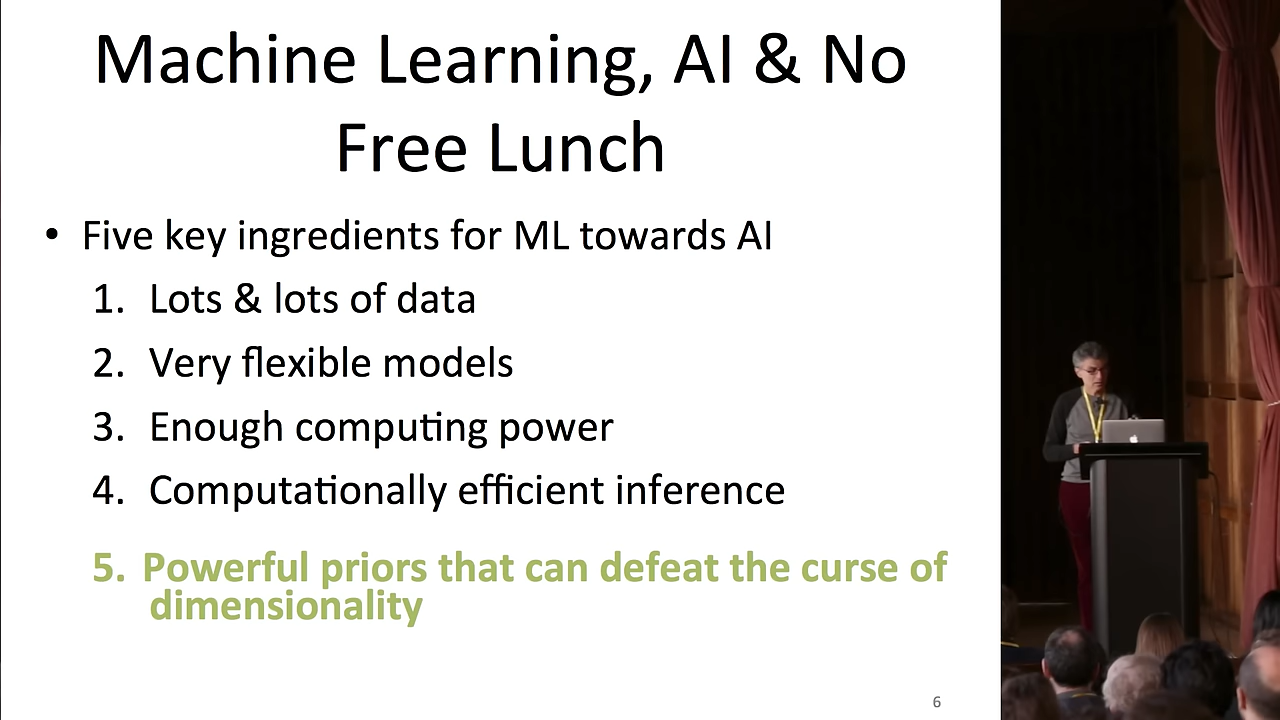 Machine Learning, AI & No
Free Lunch
• Five key ingredients for ML towards AI
1. Lots & lots of data
2. Very flexible models
3. Enough computing power
4. Computationally efficient inference
5. Powerful priors that can defeat the curse of
dimensionality
6